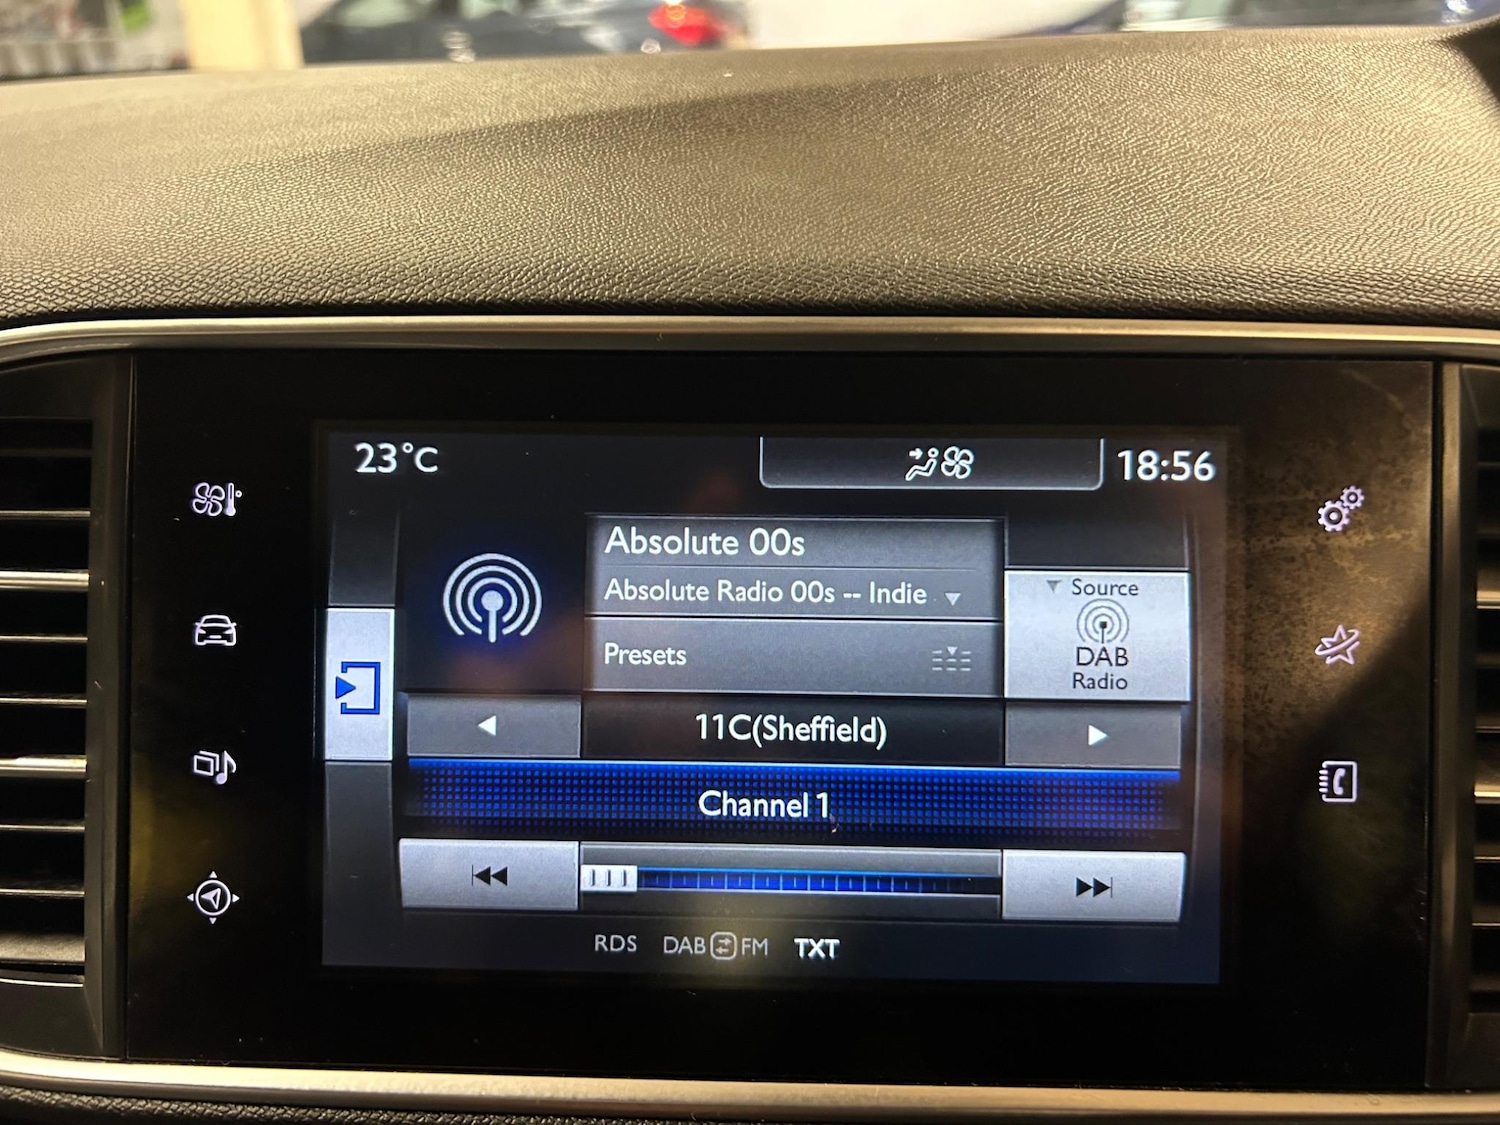 23°C
18:56
Absolute 00s
Absolute Radio 00s -- Indie
Source
DAB
Radio
Presets
11C(Sheffield)
Channel 1
RDS DAB FM TXT